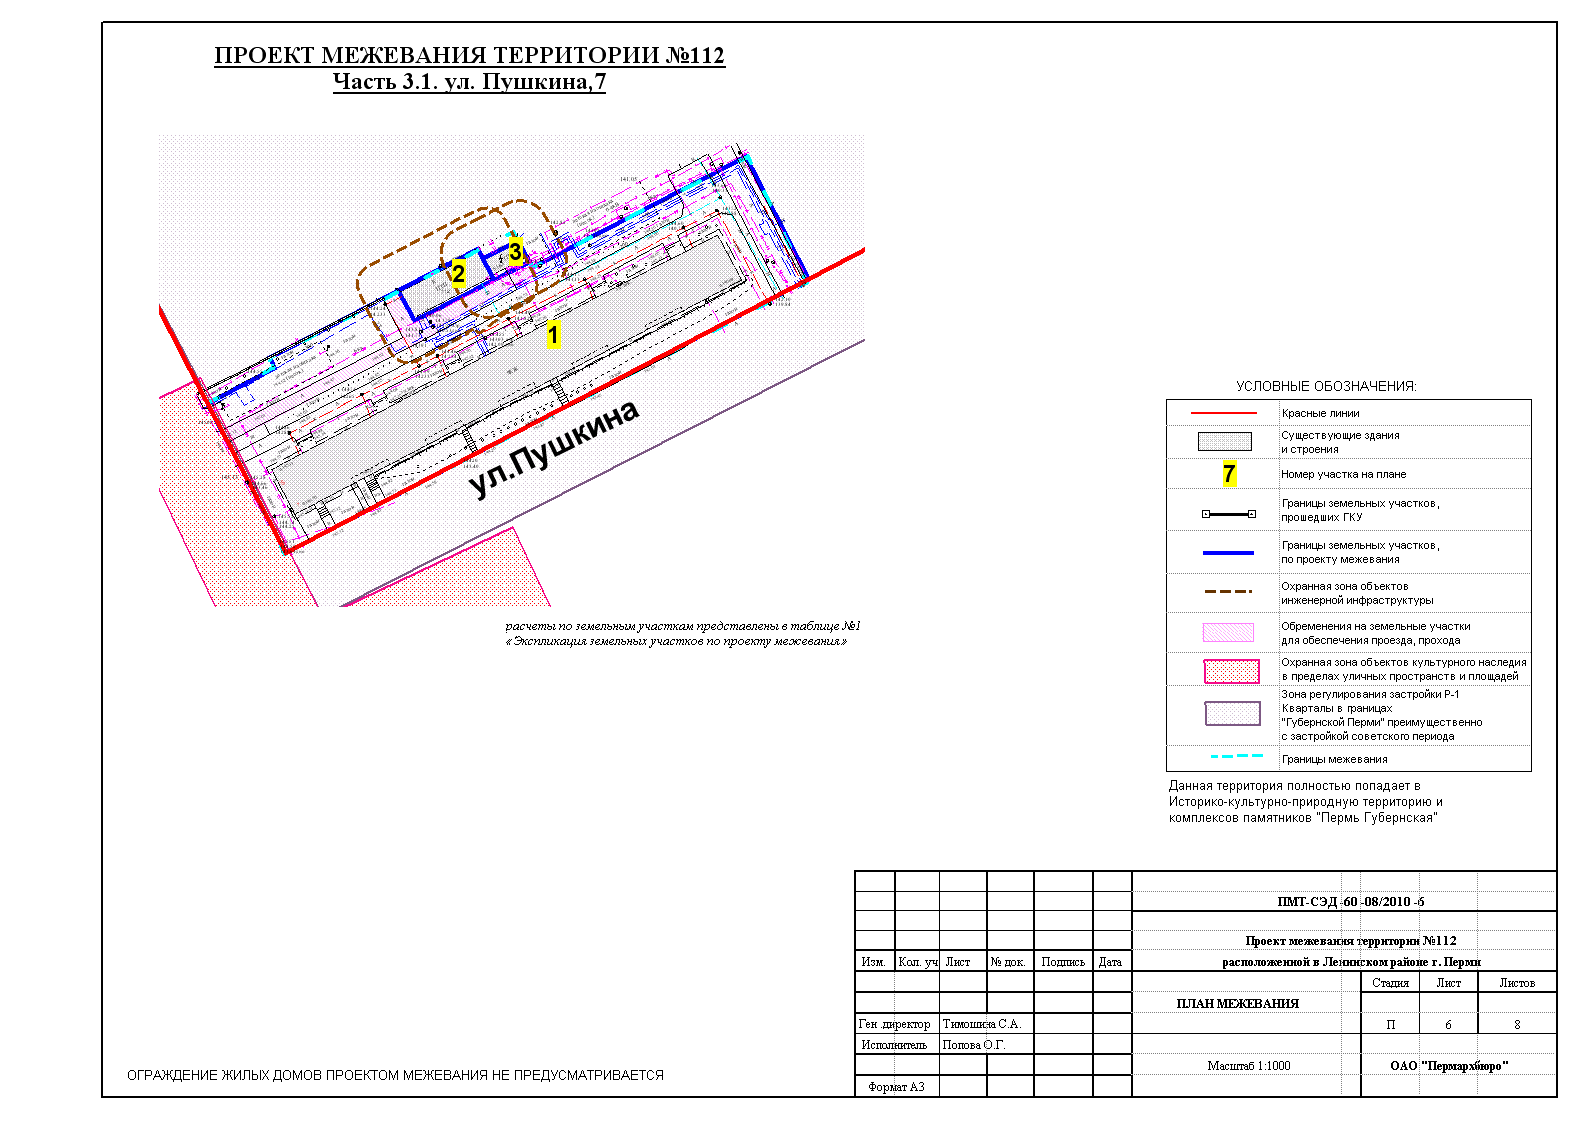 ПРОЕКТ МЕЖЕВАНИЯ ТЕРРИТОРИИ №112
Часть 3.1. ул. Пушкина,7
3
2
1
ул.Пушкина
расчеты по земельным участкам представлены в таблице №1
«Экспликация земельных участков по проекту межевания»
УСЛОВНЫЕ ОБОЗНАЧЕНИЯ:
Красные линии
Существующие здания
и строения
7
Номер участка на плане
Границы земельных участков,
прошедших ГКУ
Границы земельных участков,
по проекту межевания
Охранная зона объектов
инженерной инфраструктуры
Обременения на земельные участки
для обеспечения проезда, прохода
Охранная зона объектов культурного наследия
в пределах уличных пространств и площадей
Зона регулирования застройки Р-1
Кварталы в границах
"Губернской Перми" преимущественно
с застройкой советского периода
Границы межевания
Данная территория полностью попадает в
Историко-культурно-природную территорию и
комплексов памятников "Пермь Губернская"
ПМТ-СЭД -60 -08/2010 -б
Проект межевания территории №112
Изм. Кол. уч Лист № док. Подпись Дата
расположенной в Ленинском районе г. Перми
Стадия Лист Листов
ПЛАН МЕЖЕВАНИЯ
Ген .директор Тимошина С.А.
П 6 8
Исполнитель Попова О.Г.
Масштаб 1:1000
ОАО "Пермархбюро"
Формат А3
ОГРАЖДЕНИЕ ЖИЛЫХ ДОМОВ ПРОЕКТОМ МЕЖЕВАНИЯ НЕ ПРЕДУСМАТРИВАЕТСЯ